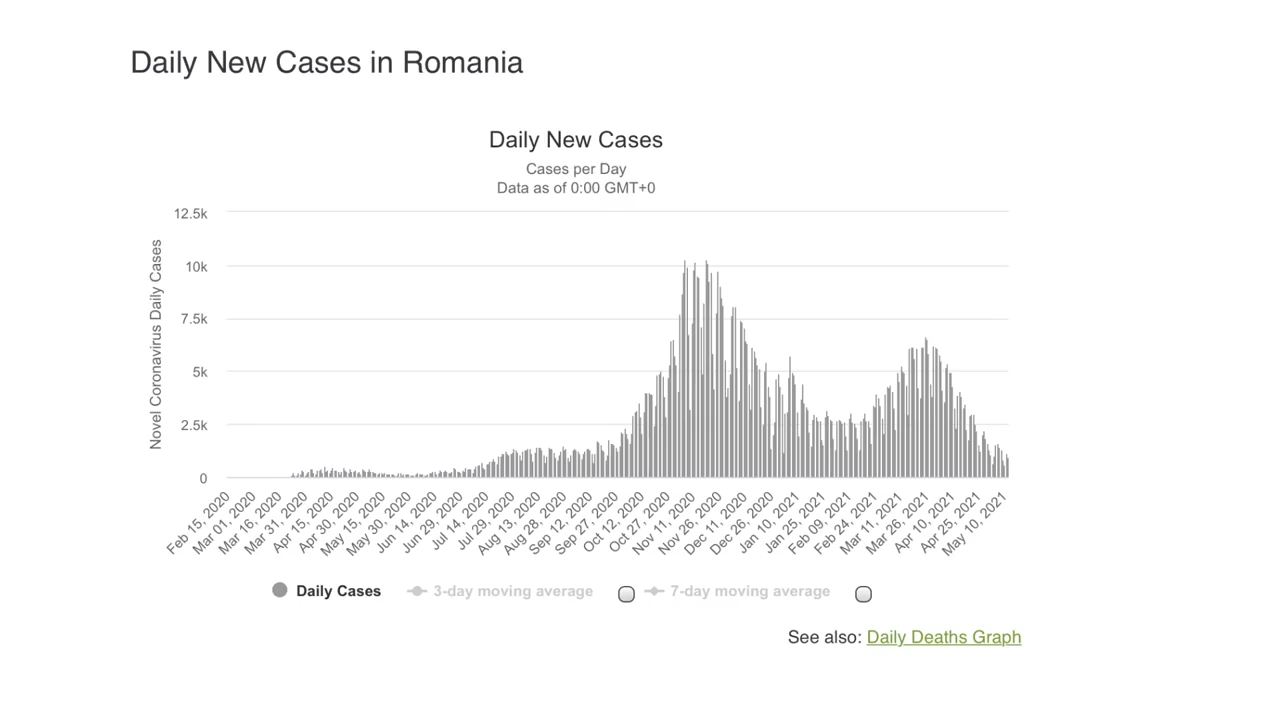 Daily New Cases in Romania
Daily New Cases
Cases per Day
Data as of 0:00 GMT+0
Novel Coronavirus Daily Cases
12.5k
10k
7.5k
5k
2.5k
0
Feb 15, 2020
Mar 01, 2020
Mar 16, 2020
Mar 31, 2020
Apr 15, 2020
Apr 30, 2020
May 15, 2020
May 30, 2020
Jun 14, 2020
Jun 29, 2020
Jul 14, 2020
Jul 29, 2020
Aug 13, 2020
Aug 28, 2020
Sep 12, 2020
Sep 27, 2020
Oct 12, 2020
Oct 27, 2020
Nov 11, 2020
Nov 26, 2020
Dec 11, 2020
Dec 26, 2020
Jan 10, 2021
Jan 25, 2021
Feb 09, 2021
Feb 24, 2021
Mar 11, 2021
Mar 26, 2021
Apr 10, 2021
Apr 25, 2021
May 10, 2021
Daily Cases 3-day moving average 7-day moving average
See also: Daily Deaths Graph